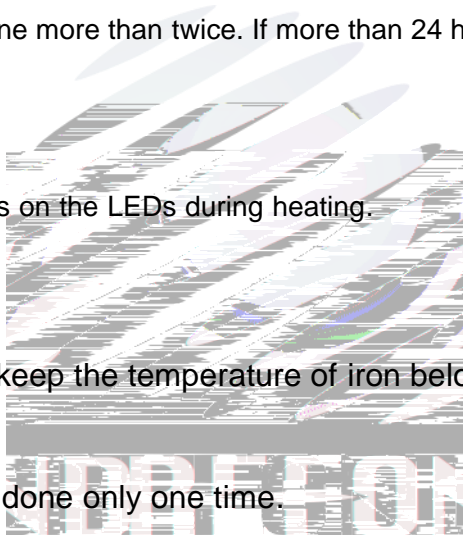 ne more than twice. If more than 24 h
s on the LEDs during heating.
keep the temperature of iron belo
done only one time.